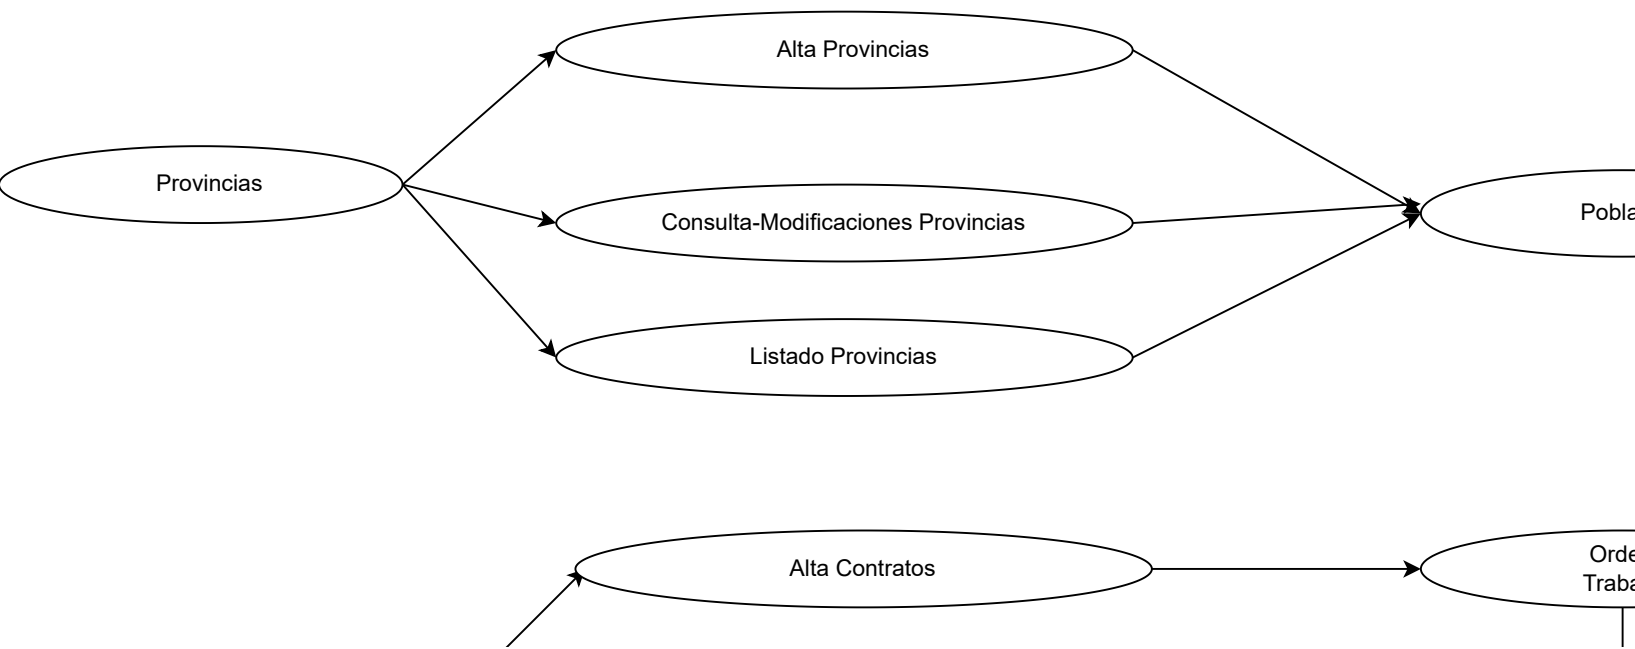 Alta Provincias
Provincias
Consulta-Modificaciones Provincias
Listado Provincias
Alta Contratos